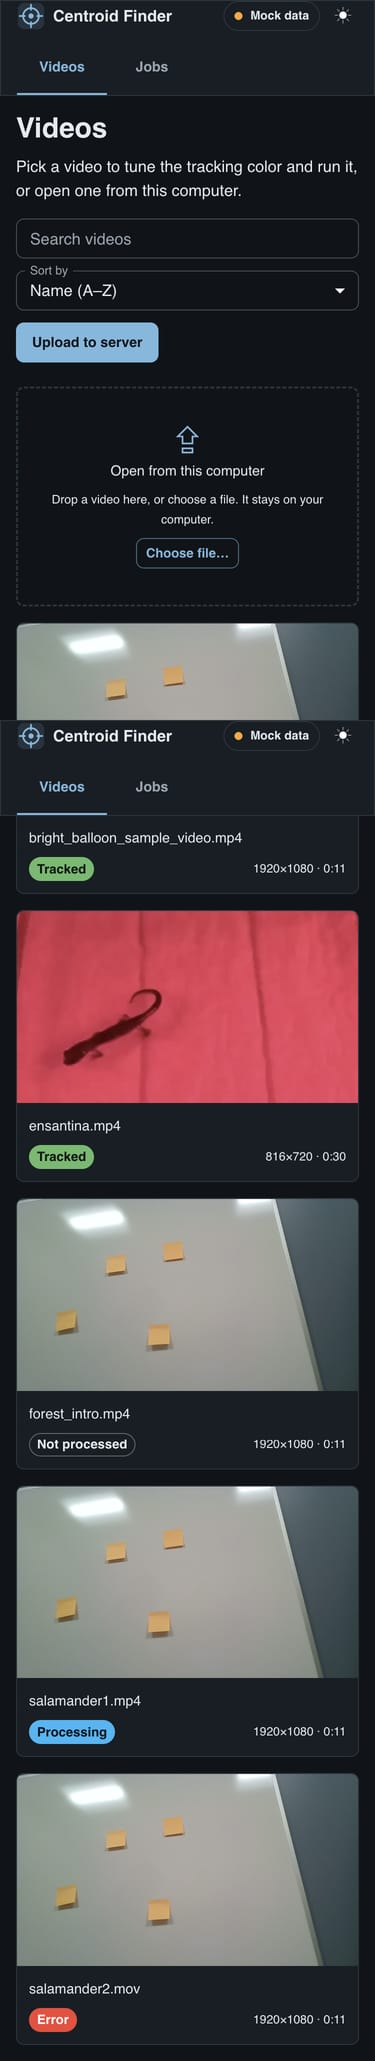 Centroid Finder
Mock data
Videos
Jobs
Videos
Pick a video to tune the tracking color and run it,
or open one from this computer.
Search videos
Sort by
Name (A–Z)
Upload to server
Open from this computer
Drop a video here, or choose a file. It stays on your
computer.
Choose file...
Centroid Finder
Mock data
Videos
Jobs
bright_balloon_sample_video.mp4
Tracked
1920×1080 · 0:11
ensantina.mp4
Tracked
816×720 · 0:30
forest_intro.mp4
Not processed
1920×1080 · 0:11
salamander1.mp4
Processing
1920×1080 · 0:11
salamander2.mov
Error
1920×1080 · 0:11